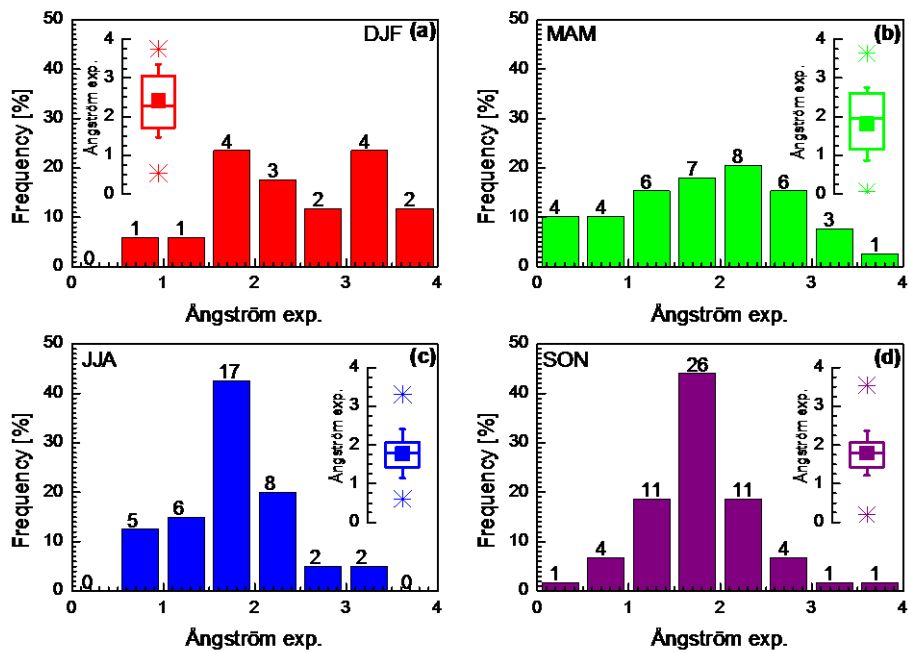 DJF (a)
Frequency [%]
50
40
30
20
10
0
Ångström exp.
4
3
2
1
0
0 1 1 4 3 2 4 2
0 1 2 3 4
Ångström exp.
MAM (b)
Frequency [%]
50
40
30
20
10
0
Ångström exp.
4
3
2
1
0
4 4 6 7 8 6 3 1
0 1 2 3 4
Ångström exp.
JJA (c)
Frequency [%]
50
40
30
20
10
0
Ångström exp.
4
3
2
1
0
0 5 6 17 8 2 2 0
0 1 2 3 4
Ångström exp.
SON (d)
Frequency [%]
50
40
30
20
10
0
Ångström exp.
4
3
2
1
0
1 4 11 26 11 4 1 1
0 1 2 3 4
Ångström exp.